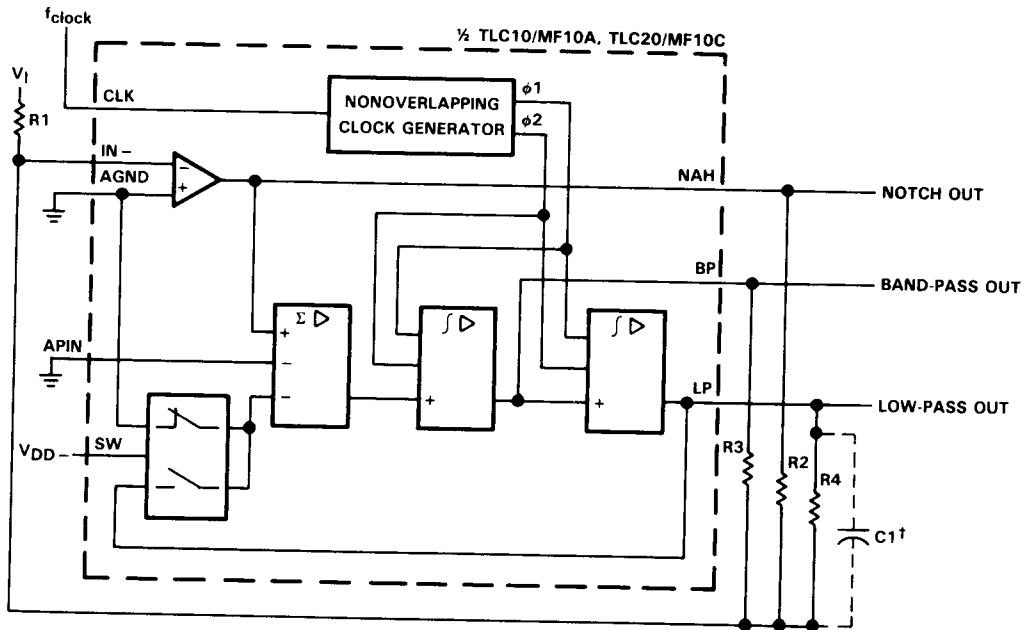 fclock
½ TLC10/MF10A, TLC20/MF10C
VI
R1
CLK
NONOVERLAPPING
CLOCK GENERATOR
ϕ1
ϕ2
IN –
AGND
–
+
NAH
NOTCH OUT
BP
BAND-PASS OUT
Σ ▷
∫ ▷
∫ ▷
+
APIN
–
–
+
+
LP
LOW-PASS OUT
VDD
SW
R3
R2
R4
C1†